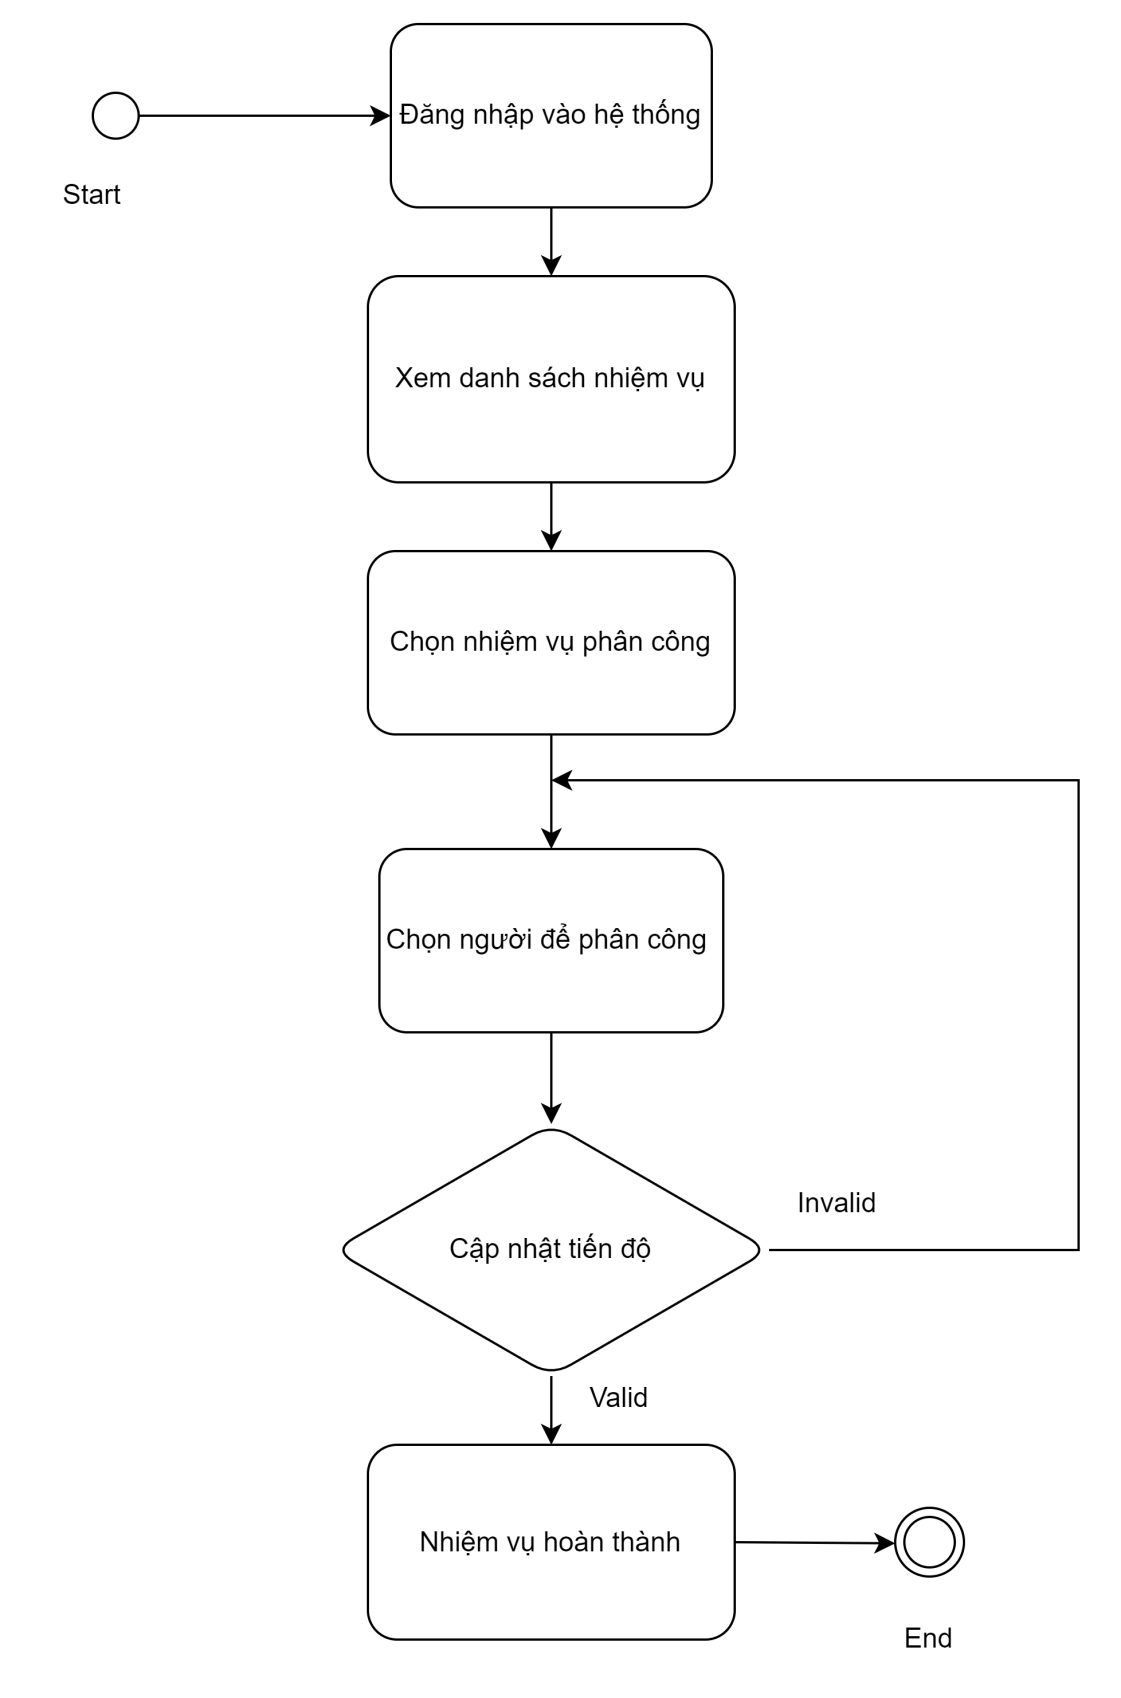 Đăng nhập vào hệ thống
Start
Xem danh sách nhiệm vụ
Chọn nhiệm vụ phân công
Chọn người để phân công
Invalid
Cập nhật tiến độ
Valid
Nhiệm vụ hoàn thành
End